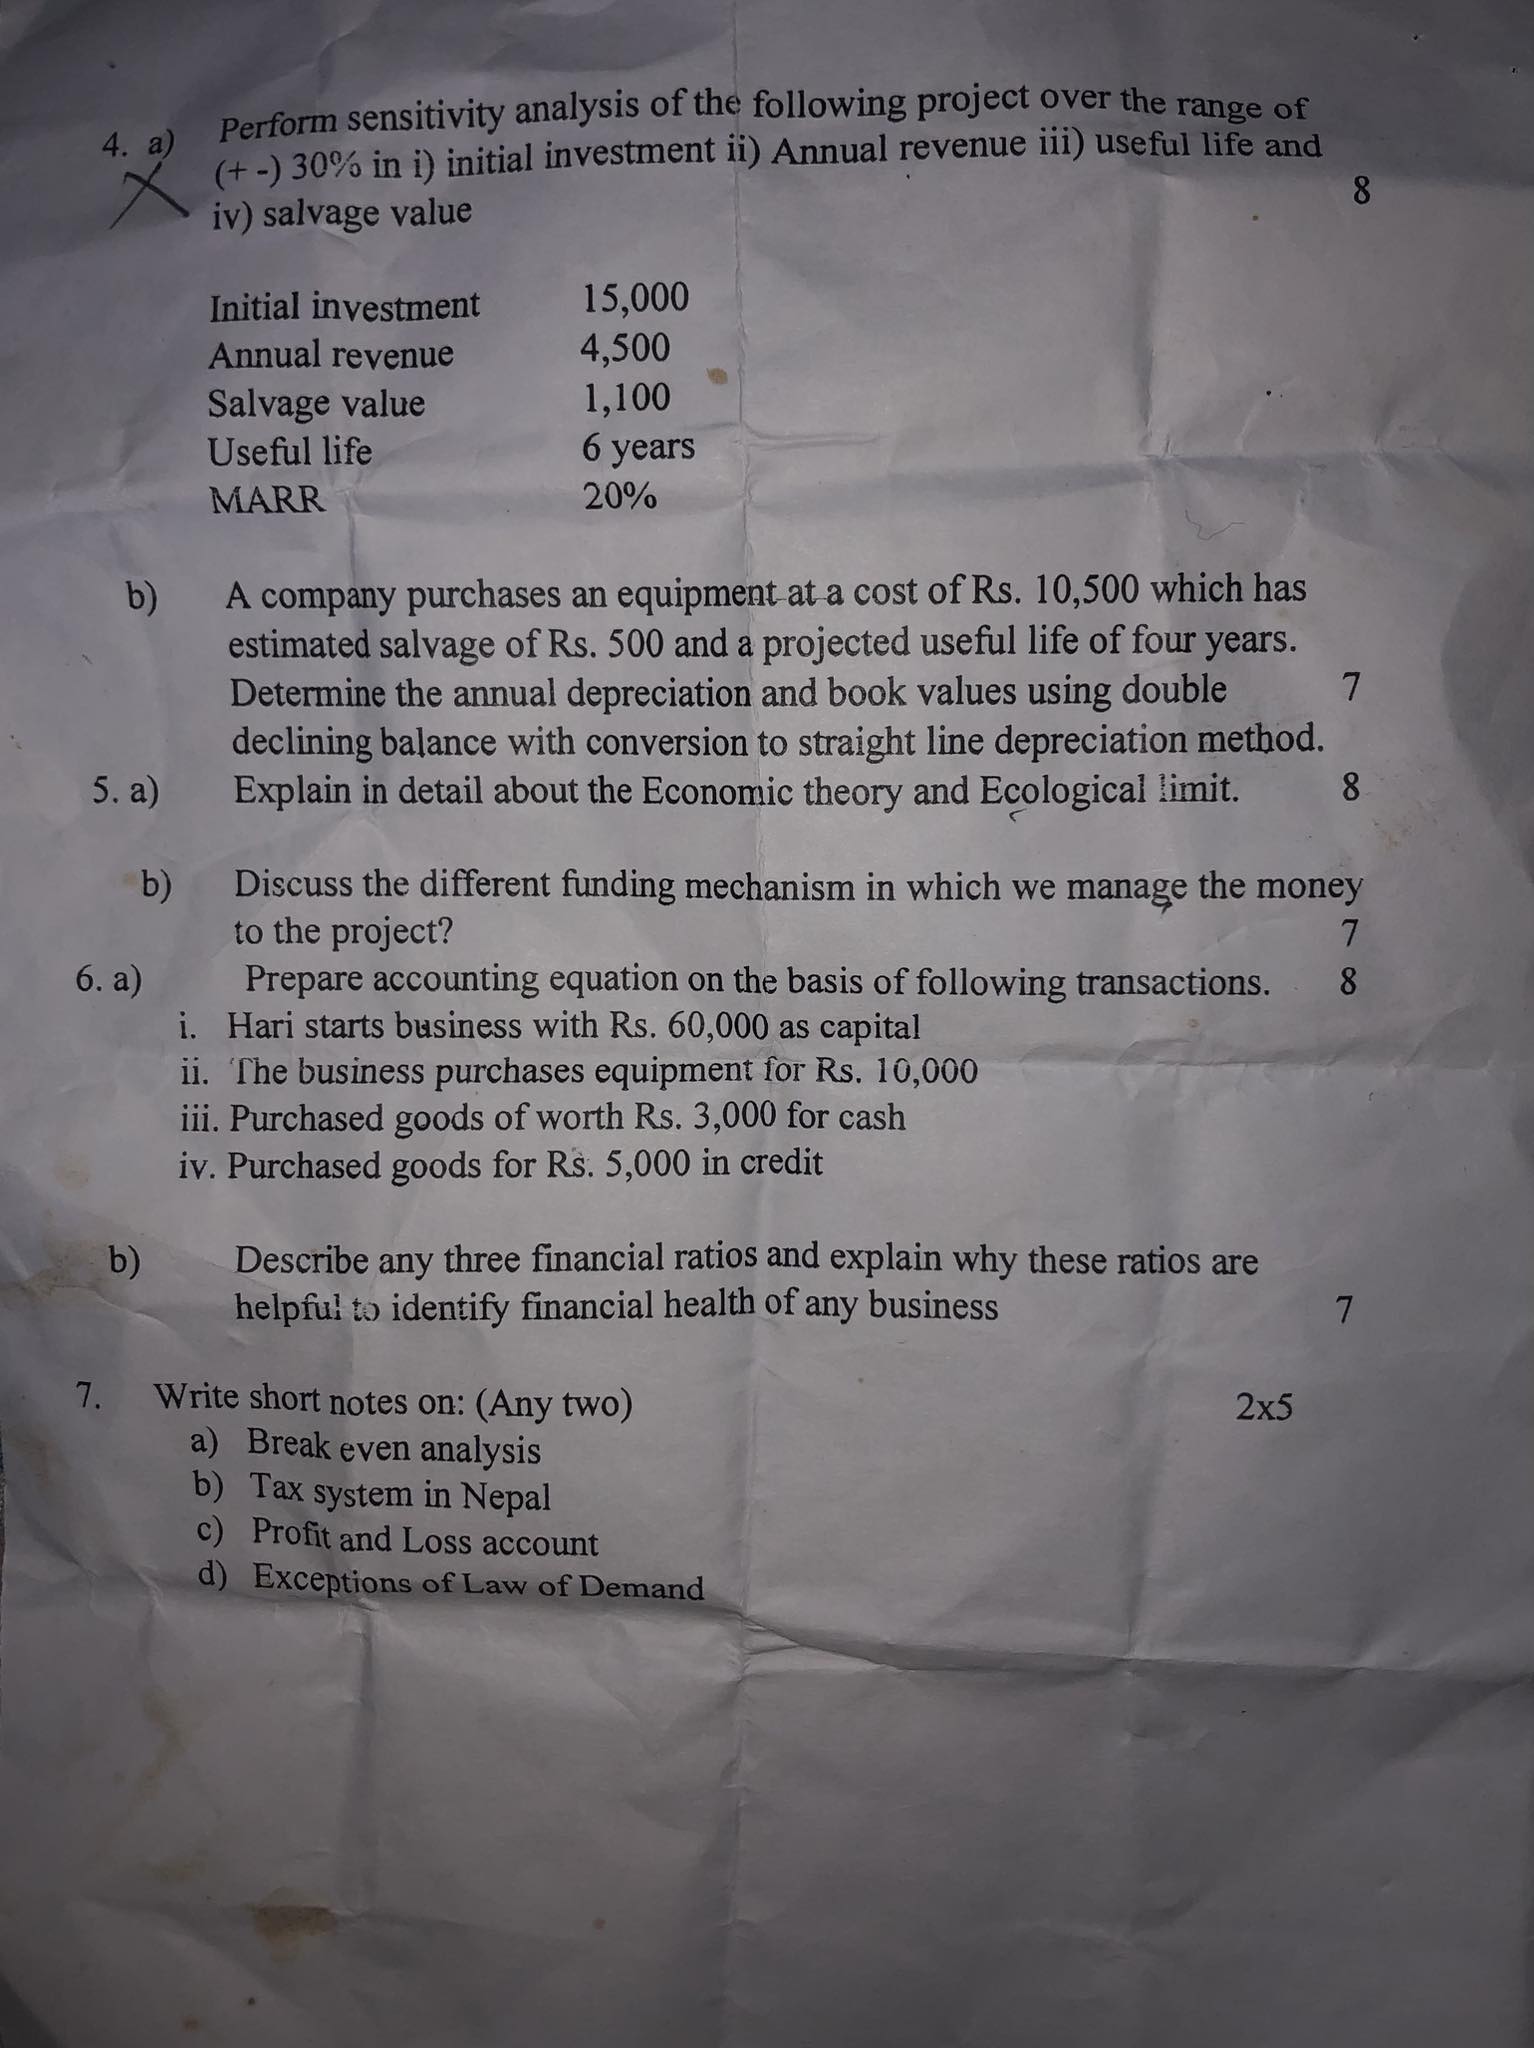 4. a) Perform sensitivity analysis of the following project over the range of
(+ -) 30% in i) initial investment ii) Annual revenue iii) useful life and
iv) salvage value 8
Initial investment 15,000
Annual revenue 4,500
Salvage value 1,100
Useful life 6 years
MARR 20%
b) A company purchases an equipment at a cost of Rs. 10,500 which has
estimated salvage of Rs. 500 and a projected useful life of four years.
Determine the annual depreciation and book values using double 7
declining balance with conversion to straight line depreciation method.
5. a) Explain in detail about the Economic theory and Ecological limit. 8
b) Discuss the different funding mechanism in which we manage the money
to the project? 7
6. a) Prepare accounting equation on the basis of following transactions. 8
i. Hari starts business with Rs. 60,000 as capital
ii. The business purchases equipment for Rs. 10,000
iii. Purchased goods of worth Rs. 3,000 for cash
iv. Purchased goods for Rs. 5,000 in credit
b) Describe any three financial ratios and explain why these ratios are
helpful to identify financial health of any business 7
7. Write short notes on: (Any two) 2x5
a) Break even analysis
b) Tax system in Nepal
c) Profit and Loss account
d) Exceptions of Law of Demand